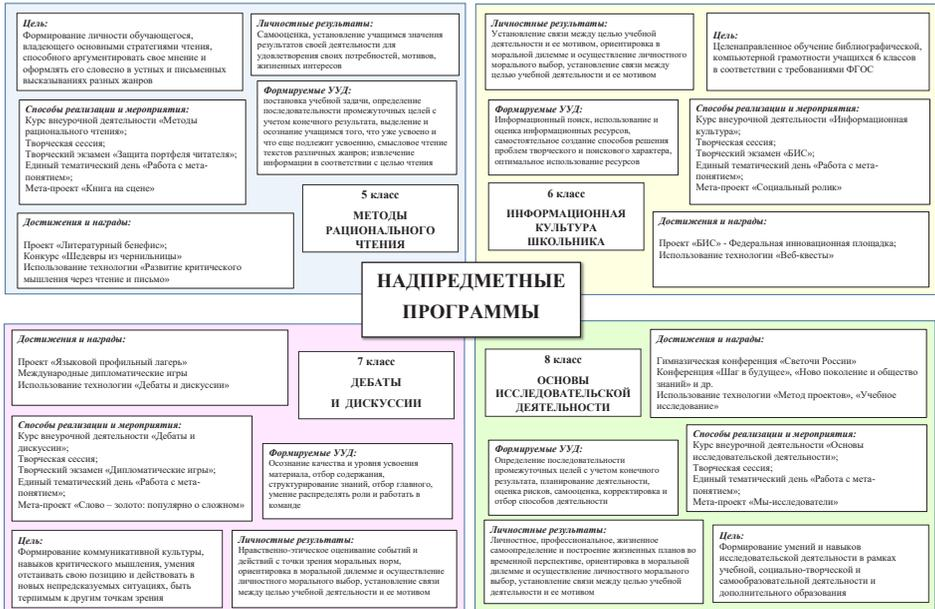 Цель:
Формирование личности обучающегося,
владеющего основными стратегиями чтения,
способного аргументировать свое мнение и
оформлять его словесно в устных и письменных
высказываниях разных жанров
Личностные результаты:
Самооценка, установление учащимся значения
результатов своей деятельности для
удовлетворения своих потребностей, мотивов,
жизненных интересов
Способы реализации и мероприятия:
Курс внеурочной деятельности «Методы
рационального чтения»;
Творческая сессия;
Творческий экзамен «Защита портфеля читателя»;
Единый тематический день «Работа с мета-
понятием»;
Мета-проект «Книга на сцене»
Формируемые УУД:
постановка учебной задачи, определение
последовательности промежуточных целей с
учетом конечного результата, выделение и
осознание учащимся того, что уже усвоено и
что еще подлежит усвоению, смысловое чтение
текстов различных жанров; извлечение
информации в соответствии с целью чтения
5 класс
МЕТОДЫ
РАЦИОНАЛЬНОГО
ЧТЕНИЯ
Достижения и награды:
Проект «Литературный бенефис»;
Конкурс «Шедевры из чернильницы»
Использование технологии «Развитие критического
мышления через чтение и письмо»
Личностные результаты:
Установление связи между целью учебной
деятельности и ее мотивом, ориентировка в
моральной дилемме и осуществление личностного
морального выбор, установление связи между
целью учебной деятельности и ее мотивом
Цель:
Целенаправленное обучение библиографической,
компьютерной грамотности учащихся 6 классов
в соответствии с требованиями ФГОС
Формируемые УУД:
Информационный поиск, использование и
оценка информационных ресурсов,
самостоятельное создание способов решения
проблем творческого и поискового характера,
оптимальное использование ресурсов
Способы реализации и мероприятия:
Курс внеурочной деятельности «Информационная
культура»;
Творческая сессия;
Творческий экзамен «БИС»;
Единый тематический день «Работа с мета-
понятием»;
Мета-проект «Социальный ролик»
6 класс
ИНФОРМАЦИОННАЯ
КУЛЬТУРА
ШКОЛЬНИКА
Достижения и награды:
Проект «БИС» - Федеральная инновационная площадка;
Использование технологии «Веб-квесты»
НАДПРЕДМЕТНЫЕ
ПРОГРАММЫ
Достижения и награды:
Проект «Языковой профильный лагерь»
Международные дипломатические игры
Использование технологии «Дебаты и дискуссии»
7 класс
ДЕБАТЫ
И ДИСКУССИИ
Способы реализации и мероприятия:
Курс внеурочной деятельности «Дебаты и
дискуссии»;
Творческая сессия;
Творческий экзамен «Дипломатические игры»;
Единый тематический день «Работа с мета-
понятием»;
Мета-проект «Слово – золото: популярно о сложном»
Формируемые УУД:
Осознание качества и уровня усвоения
материала, отбор содержания,
структурирование знаний, отбор главного,
умение распределять роли и работать в
команде
Цель:
Формирование коммуникативной культуры,
навыков критического мышления, умения
отстаивать свою позицию и действовать в
новых непредсказуемых ситуациях, быть
терпимым к другим точкам зрения
Личностные результаты:
Нравственно-этическое оценивание событий и
действий с точки зрения моральных норм,
ориентировка в моральной дилемме и осуществление
личностного морального выбор, установление связи
между целью учебной деятельности и ее мотивом
8 класс
ОСНОВЫ
ИССЛЕДОВАТЕЛЬСКОЙ
ДЕЯТЕЛЬНОСТИ
Достижения и награды:
Гимназическая конференция «Светочи России»
Конференция «Шаг в будущее», «Ново поколение и общество
знаний» и др.
Использование технологии «Метод проектов», «Учебное
исследование»
Формируемые УУД:
Определение последовательности
промежуточных целей с учетом конечного
результата, планирование деятельности,
оценка рисков, самооценка, корректировка и
отбор способов деятельности
Способы реализации и мероприятия:
Курс внеурочной деятельности «Основы
исследовательской деятельности»;
Творческая сессия;
Единый тематический день «Работа с мета-
понятием»;
Мета-проект «Мы-исследователи»
Личностные результаты:
Личностное, профессиональное, жизненное
самоопределение и построение жизненных планов во
временной перспективе, ориентировка в моральной
дилемме и осуществление личностного морального
выбор, установление связи между целью учебной
деятельности и ее мотивом
Цель:
Формирование умений и навыков
исследовательской деятельности в рамках
учебной, социально-творческой и
самообразовательной деятельности и
дополнительного образования